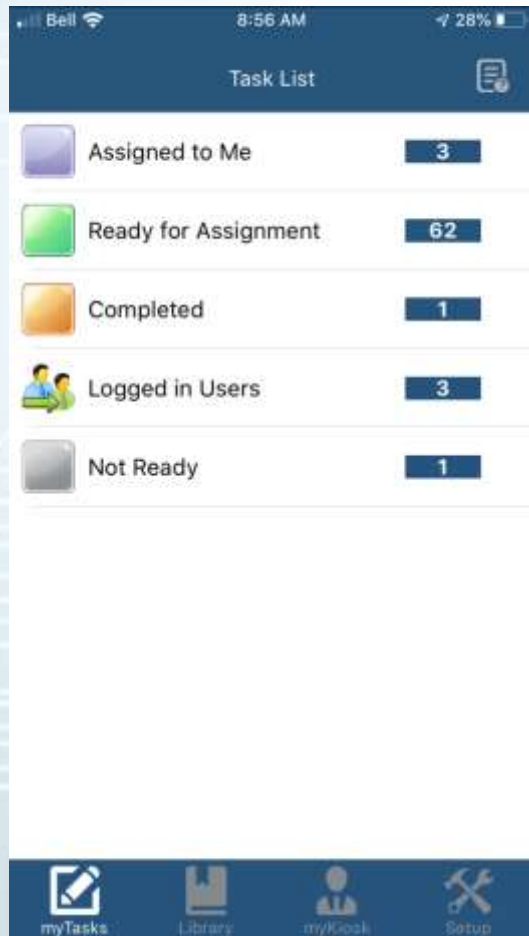 Bell 8:56 AM 28%
Task List
Assigned to Me 3
Ready for Assignment 62
Completed 1
Logged in Users 3
Not Ready 1
myTasks Library myKiosk Setup